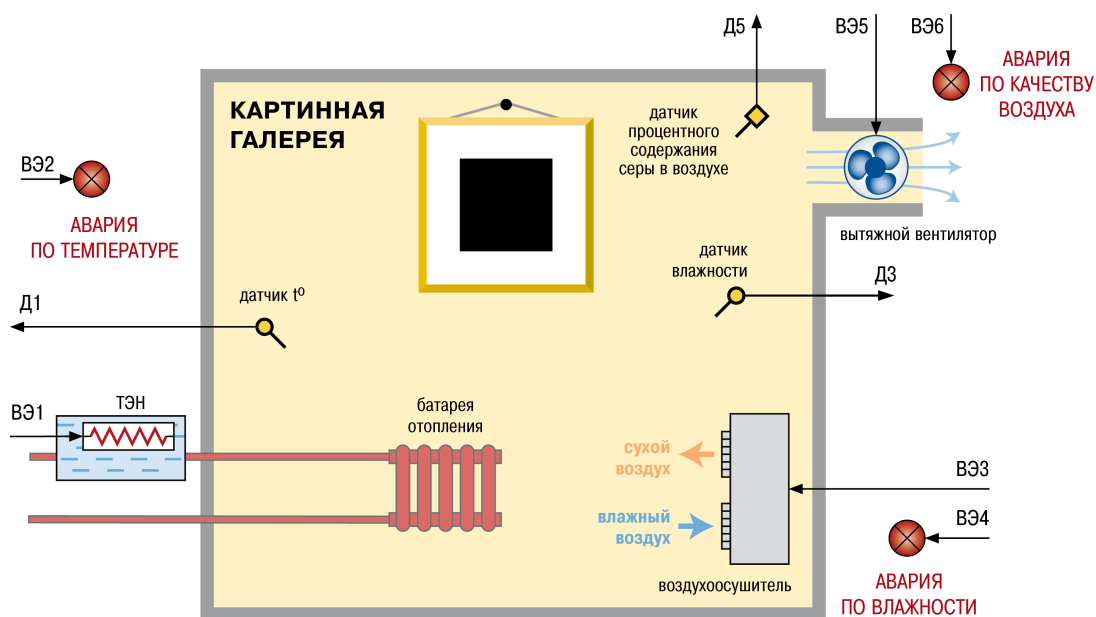 Д5
ВЭ5
ВЭ6
АВАРИЯ
ПО КАЧЕСТВУ
ВОЗДУХА
КАРТИННАЯ
ГАЛЕРЕЯ
датчик
процентного
содержания
серы в воздухе
ВЭ2
АВАРИЯ
ПО ТЕМПЕРАТУРЕ
вытяжной вентилятор
датчик
влажности
Д3
датчик t⁰
Д1
ВЭ1
ТЭН
батарея
отопления
сухой
воздух
ВЭ3
влажный
воздух
ВЭ4
воздухоосушитель
АВАРИЯ
ПО ВЛАЖНОСТИ